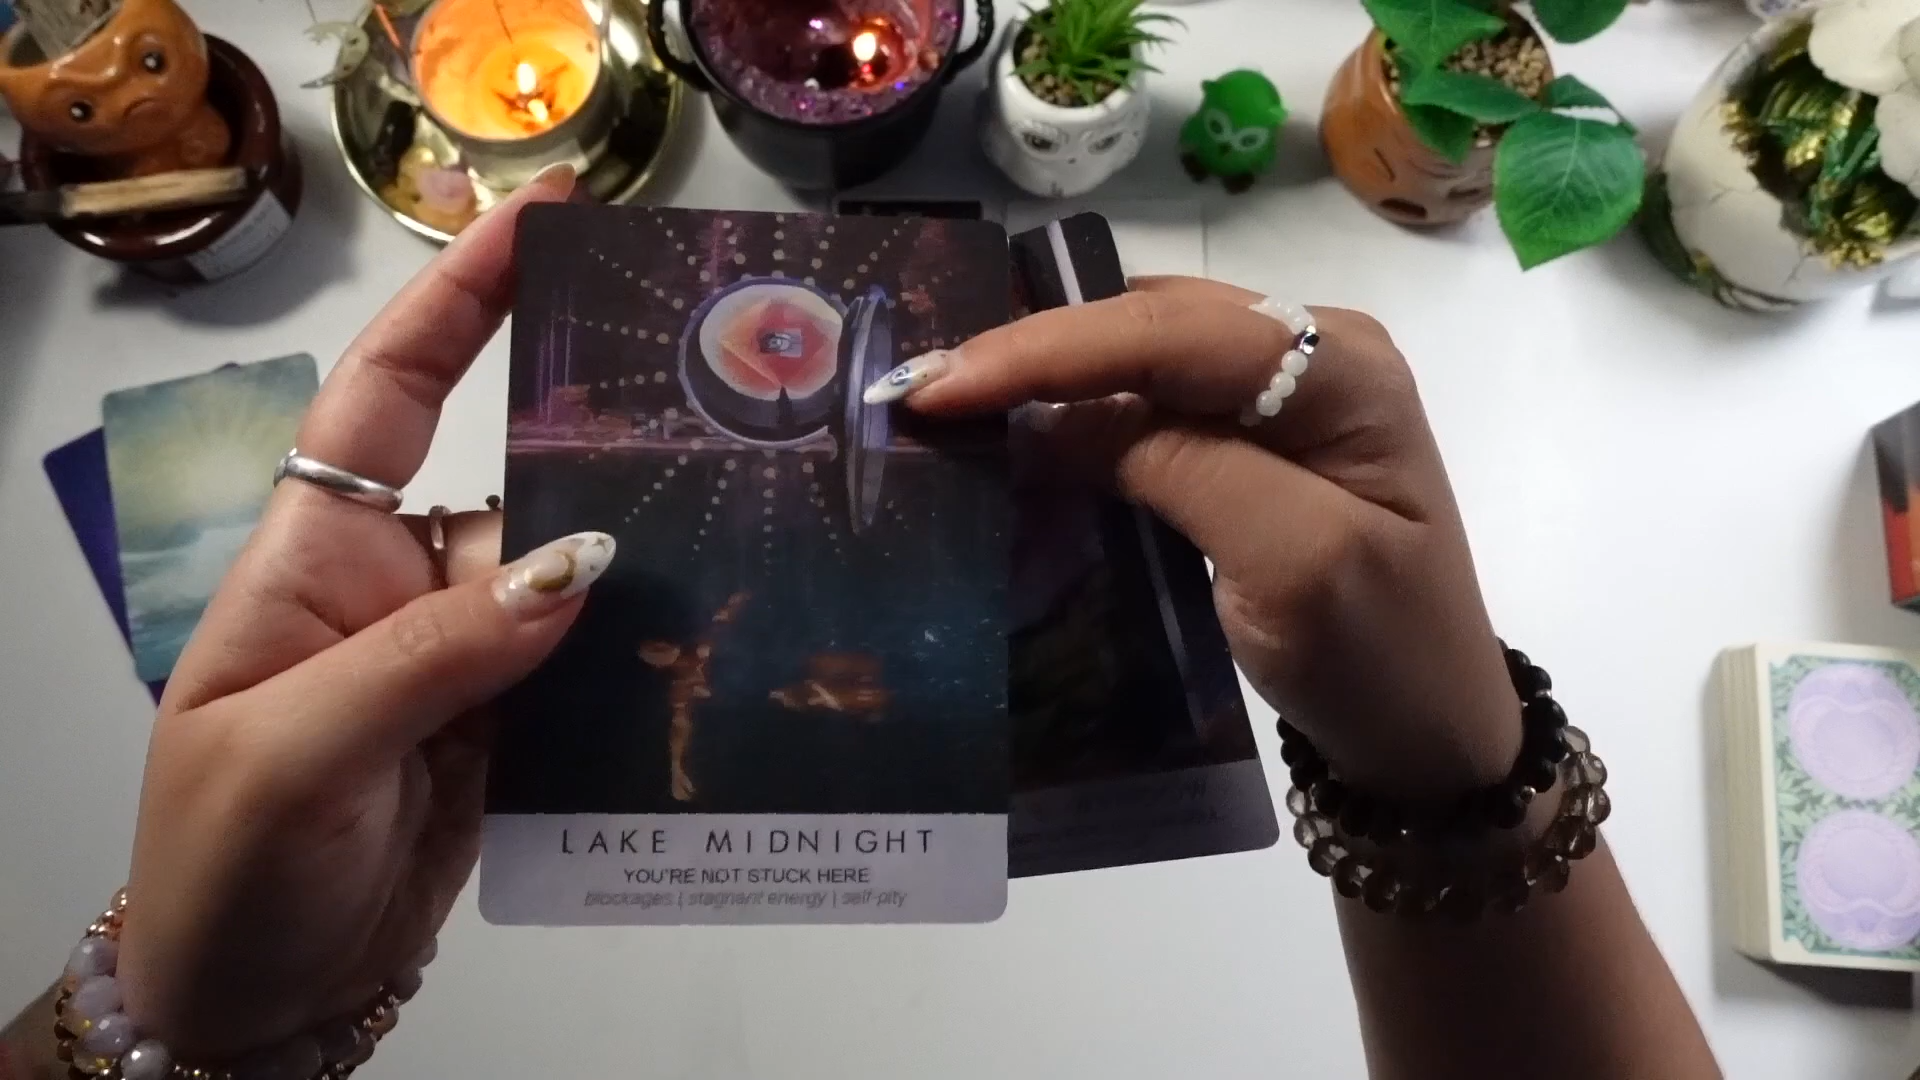 LAKE MIDNIGHT
YOU'RE NOT STUCK HERE
blockages | stagnant energy | self-pity